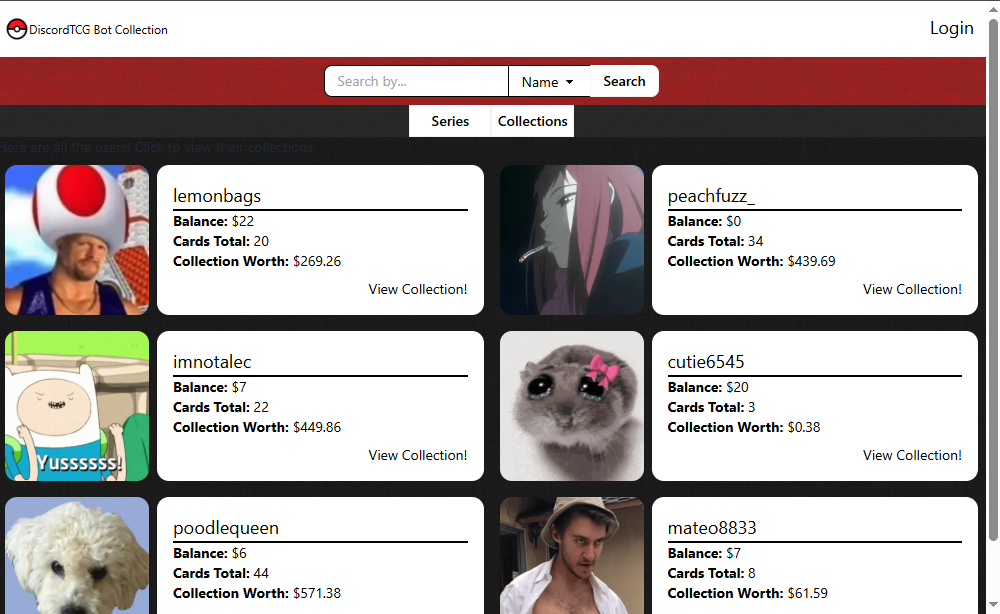 DiscordTCG Bot Collection
Login
Search by...
Name
Search
Series
Collections
Here are all the users! Click to view their collections
lemonbags
Balance: $22
Cards Total: 20
Collection Worth: $269.26
View Collection!
peachfuzz_
Balance: $0
Cards Total: 34
Collection Worth: $439.69
View Collection!
Yussssss!
imnotalec
Balance: $7
Cards Total: 22
Collection Worth: $449.86
View Collection!
cutie6545
Balance: $20
Cards Total: 3
Collection Worth: $0.38
View Collection!
poodlequeen
Balance: $6
Cards Total: 44
Collection Worth: $571.38
mateo8833
Balance: $7
Cards Total: 8
Collection Worth: $61.59